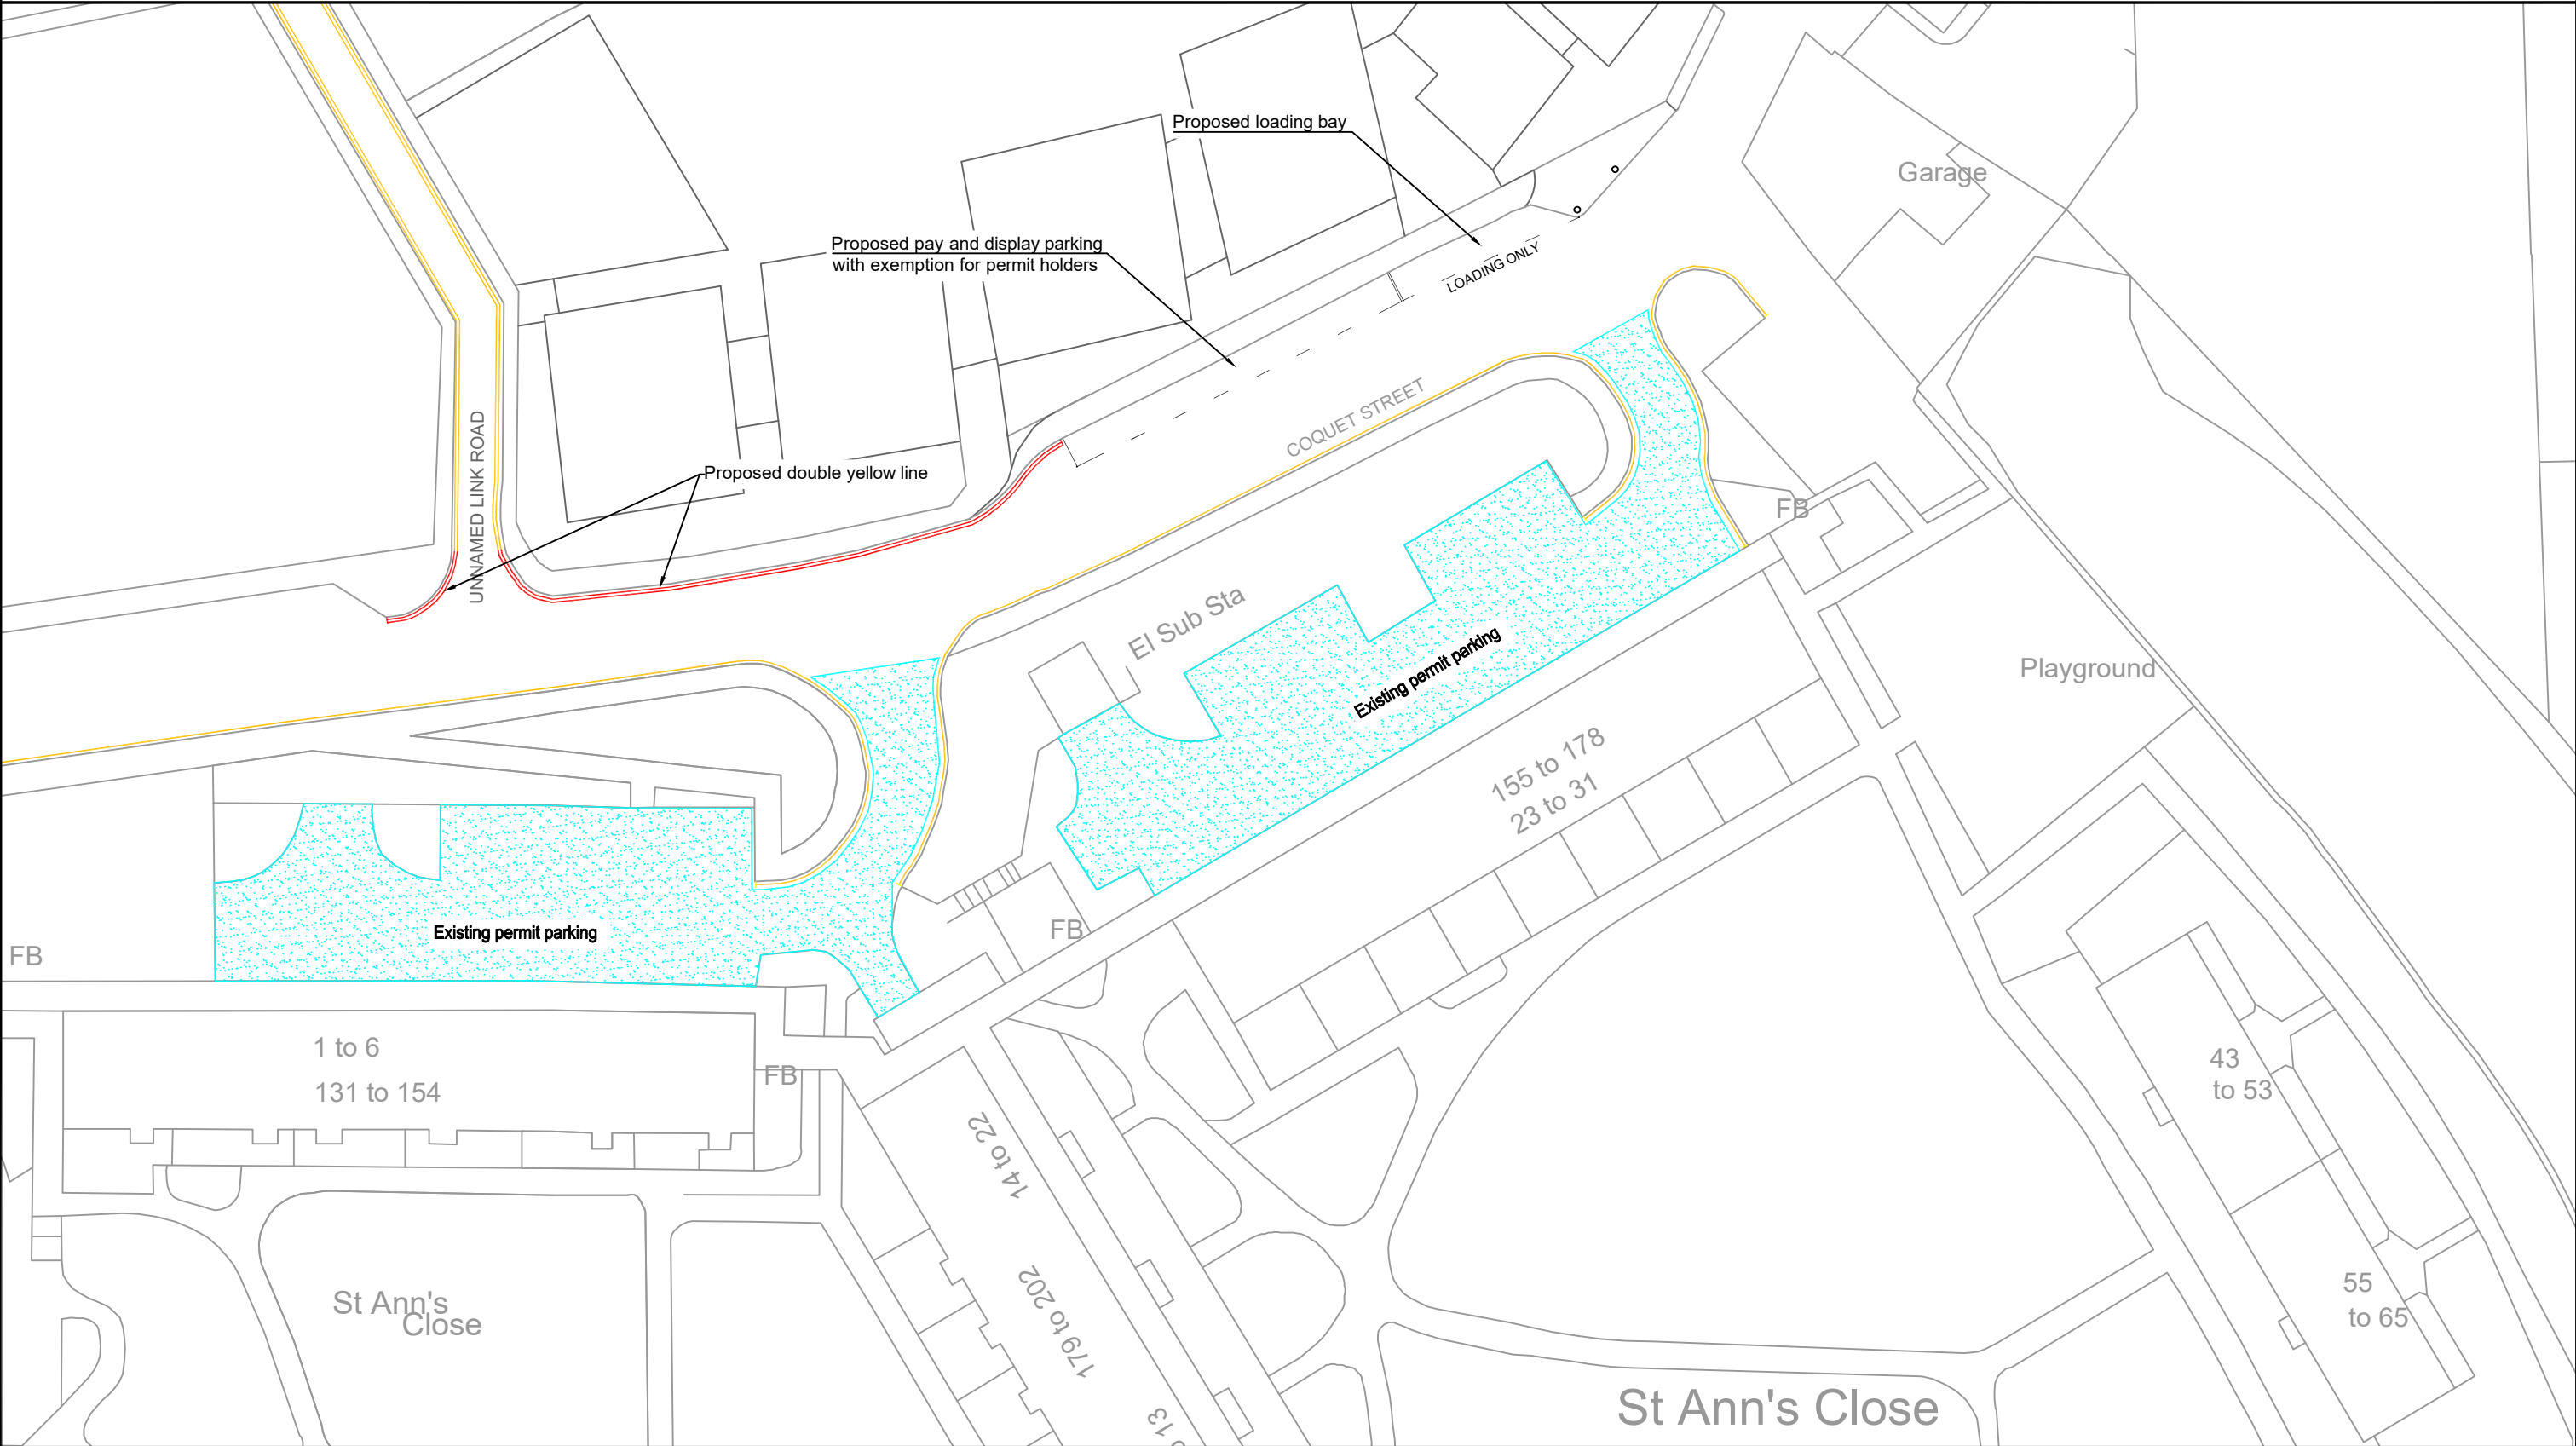 Proposed loading bay
Garage
Proposed pay and display parking
with exemption for permit holders
LOADING ONLY
COQUET STREET
UNNAMED LINK ROAD
Proposed double yellow line
FB
El Sub Sta
Existing permit parking
Playground
155 to 178
23 to 31
Existing permit parking
FB
FB
1 to 6
131 to 154
FB
43
to 53
14 to 22
179 to 202
55
to 65
St Ann's
Close
St Ann's Close
13